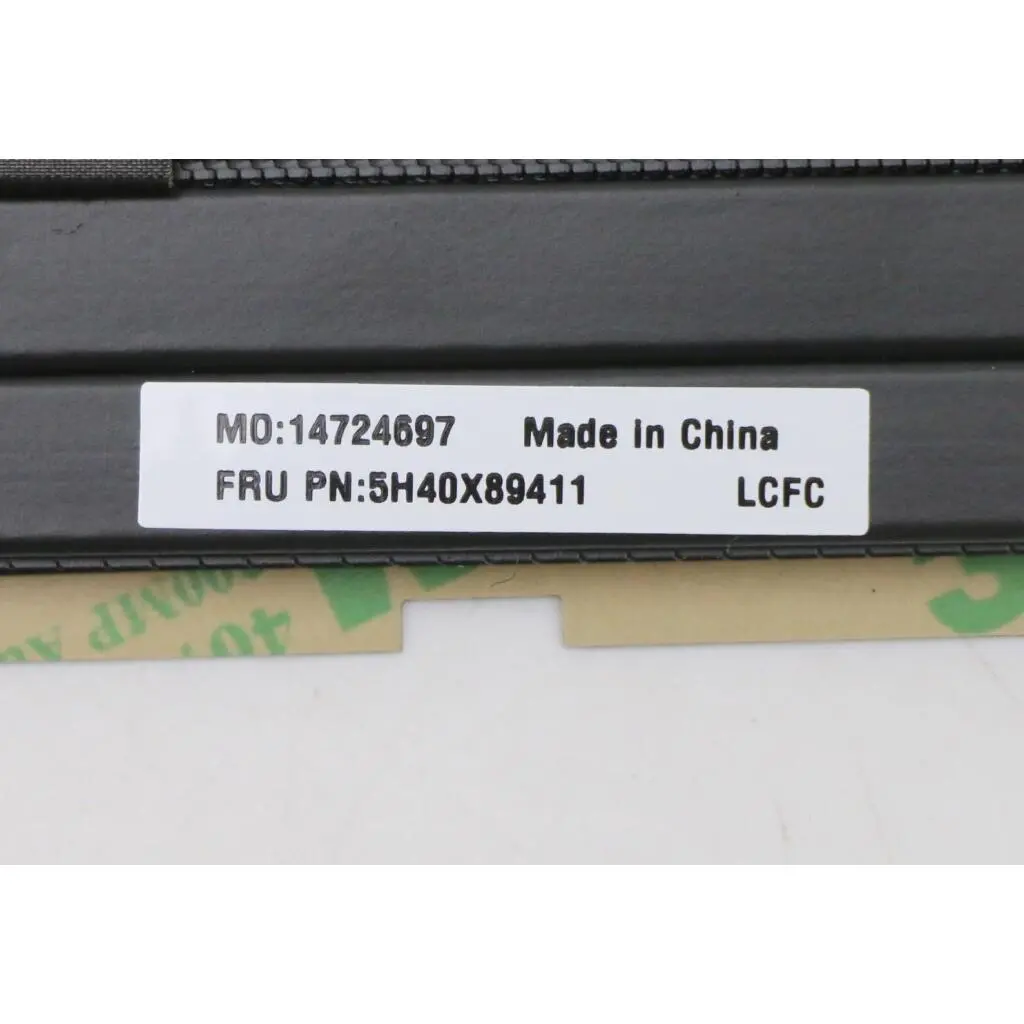 MO:14724697 Made in China
FRU PN:5H40X89411 LCFC